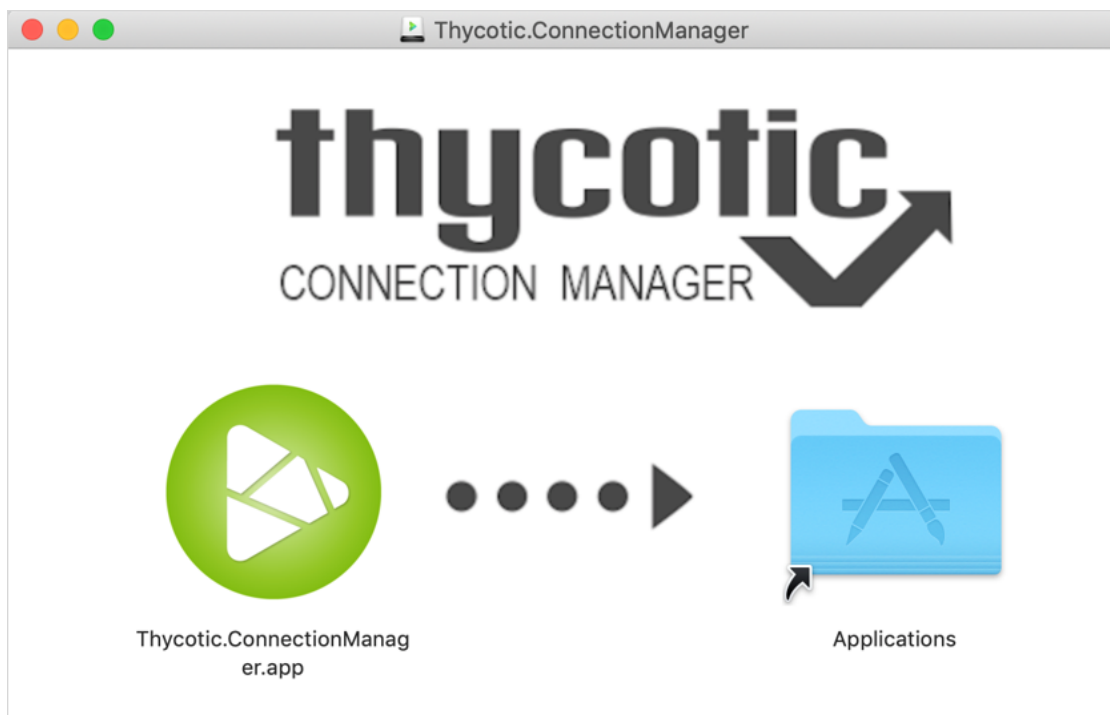 Thycotic.ConnectionManager
thycotic
CONNECTION MANAGER
Thycotic.ConnectionManag
er.app
Applications